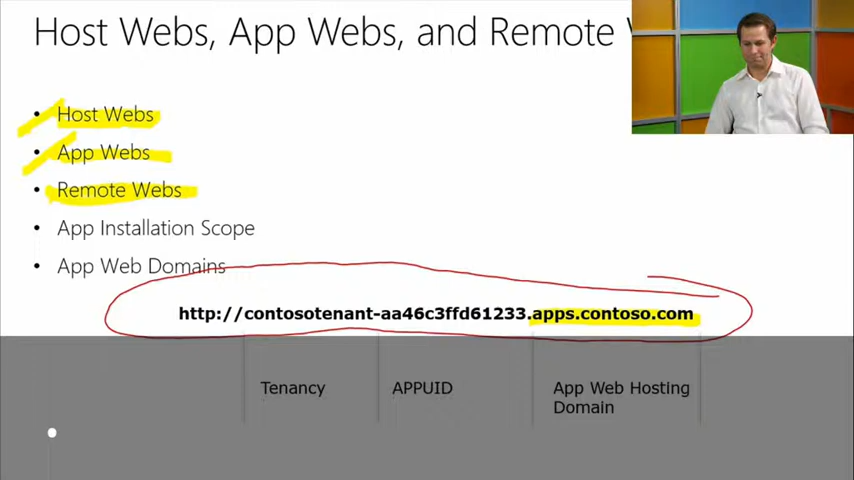 Host Webs, App Webs, and Remote
• Host Webs
• App Webs
• Remote Webs
• App Installation Scope
• App Web Domains
http://contosotenant-aa46c3ffd61233.apps.contoso.com
Tenancy
APPUID
App Web Hosting
Domain